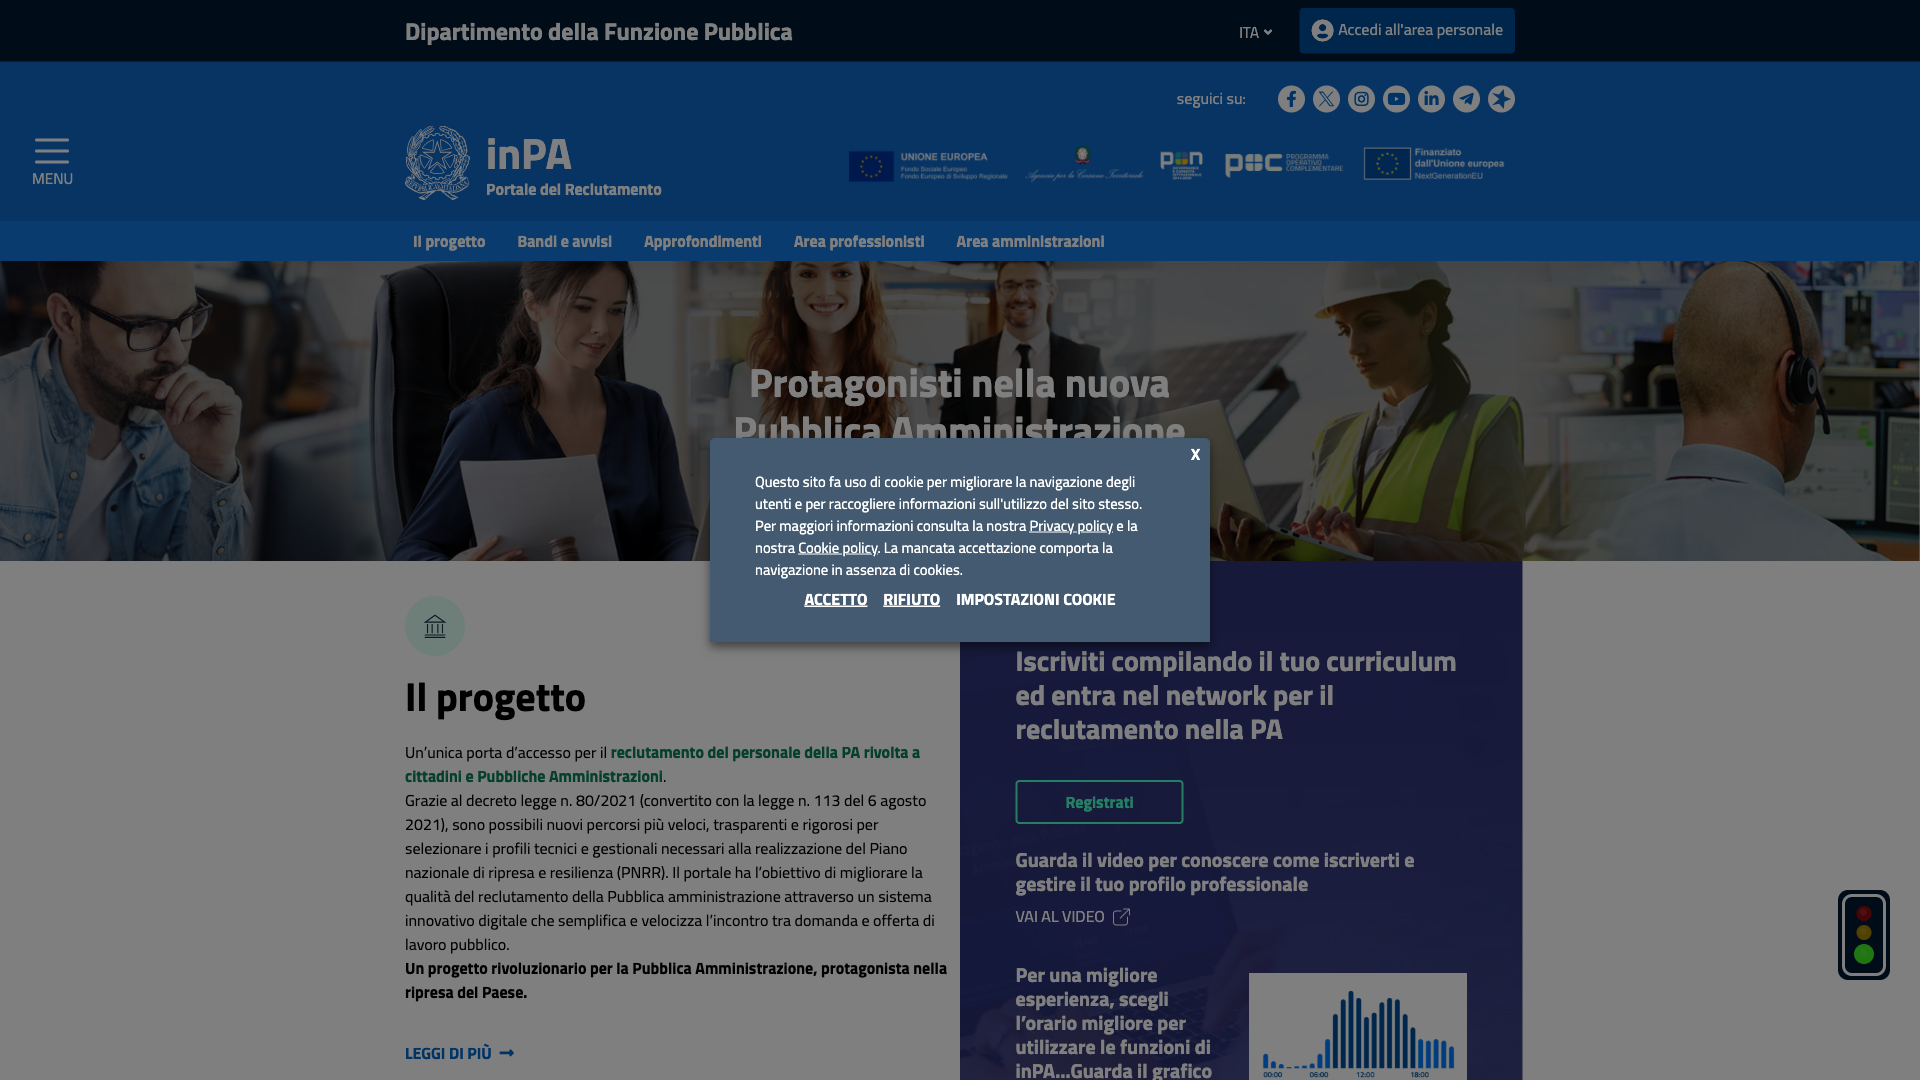 Dipartimento della Funzione Pubblica
ITA
Accedi all'area personale
seguici su:
MENU
inPA
Portale del Reclutamento
UNIONE EUROPEA
Fondo Sociale Europeo
Fondo Europeo di Sviluppo Regionale
Agenzia per la Coesione Territoriale
pon
poc PROGRAMMA OPERATIVO COMPLEMENTARE
Finanziato
dall'Unione europea
NextGenerationEU
Il progetto
Bandi e avvisi
Approfondimenti
Area professionisti
Area amministrazioni
Protagonisti nella nuova
Pubblica Amministrazione
X
Questo sito fa uso di cookie per migliorare la navigazione degli
utenti e per raccogliere informazioni sull'utilizzo del sito stesso.
Per maggiori informazioni consulta la nostra Privacy policy e la
nostra Cookie policy. La mancata accettazione comporta la
navigazione in assenza di cookies.
ACCETTO RIFIUTO IMPOSTAZIONI COOKIE
Il progetto
Un’unica porta d’accesso per il reclutamento del personale della PA rivolta a
cittadini e Pubbliche Amministrazioni.
Grazie al decreto legge n. 80/2021 (convertito con la legge n. 113 del 6 agosto
2021), sono possibili nuovi percorsi più veloci, trasparenti e rigorosi per
selezionare i profili tecnici e gestionali necessari alla realizzazione del Piano
nazionale di ripresa e resilienza (PNRR). Il portale ha l’obiettivo di migliorare la
qualità del reclutamento della Pubblica amministrazione attraverso un sistema
innovativo digitale che semplifica e velocizza l’incontro tra domanda e offerta di
lavoro pubblico.
Un progetto rivoluzionario per la Pubblica Amministrazione, protagonista nella
ripresa del Paese.
LEGGI DI PIÙ
Iscriviti compilando il tuo curriculum
ed entra nel network per il
reclutamento nella PA
Registrati
Guarda il video per conoscere come iscriverti e
gestire il tuo profilo professionale
VAI AL VIDEO
Per una migliore
esperienza, scegli
l’orario migliore per
utilizzare le funzioni di
inPA...Guarda il grafico
00:00 06:00 12:00 18:00